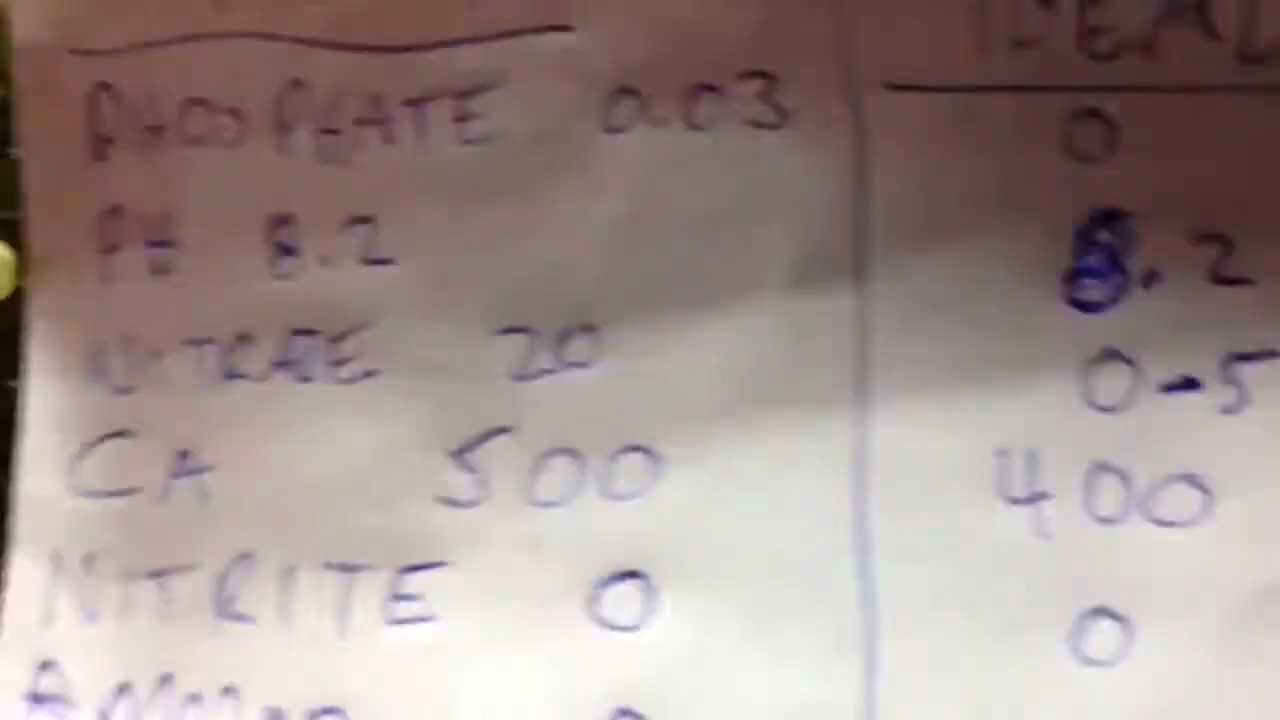 IDEAL
PHOSPHATE 0.03 0
PH 8.2 8.2
NITRATE 20 0-5
CA 500 400
NITRITE 0 0